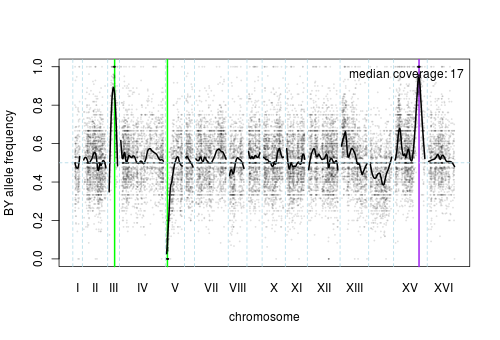 median coverage: 17
BY allele frequency
1.0
0.8
0.6
0.4
0.2
0.0
I II III IV V VII VIII X XI XII XIII XV XVI
chromosome